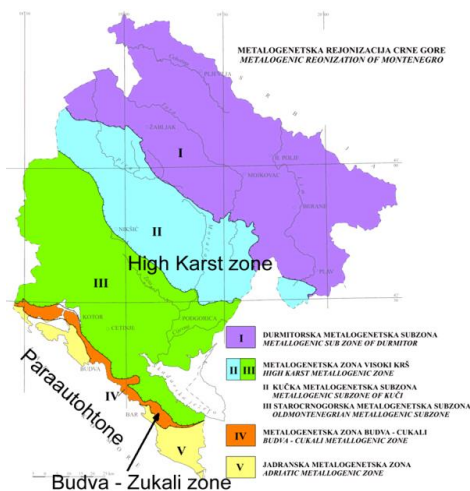 METALOGENETSKA REJONIZACIJA CRNE GORE
METALOGENIC REONIZATION OF MONTENEGRO
PLJEVLJA
ŽABLJAK
I
B. POLJE
MOJKOVAC
BERANE
PLAV
NIKŠIĆ
II
High Karst zone
III
PODGORICA
KOTOR
CETINJE
BUDVA
Paraautohtone
IV
BAR
V
Budva - Zukali zone
I DURMITORSKA METALOGENETSKA SUBZONA
METALLOGENIC SUB ZONE OF DURMITOR
II III METALOGENETSKA ZONA VISOKI KRŠ
HIGH KARST METALLOGENIC ZONE
II KUČKA METALOGENETSKA SUBZONA
METALLOGENIC SUBZONE OF KUČI
III STAROCRNOGORSKA METALOGENETSKA SUBZONA
OLDMONTENEGRIAN METALLOGENIC SUBZONE
IV METALOGENETSKA ZONA BUDVA - CUKALI
BUDVA - CUKALI METALLOGENIC ZONE
V JADRANSKA METALOGENETSKA ZONA
ADRIATIC METALLOGENIC ZONE